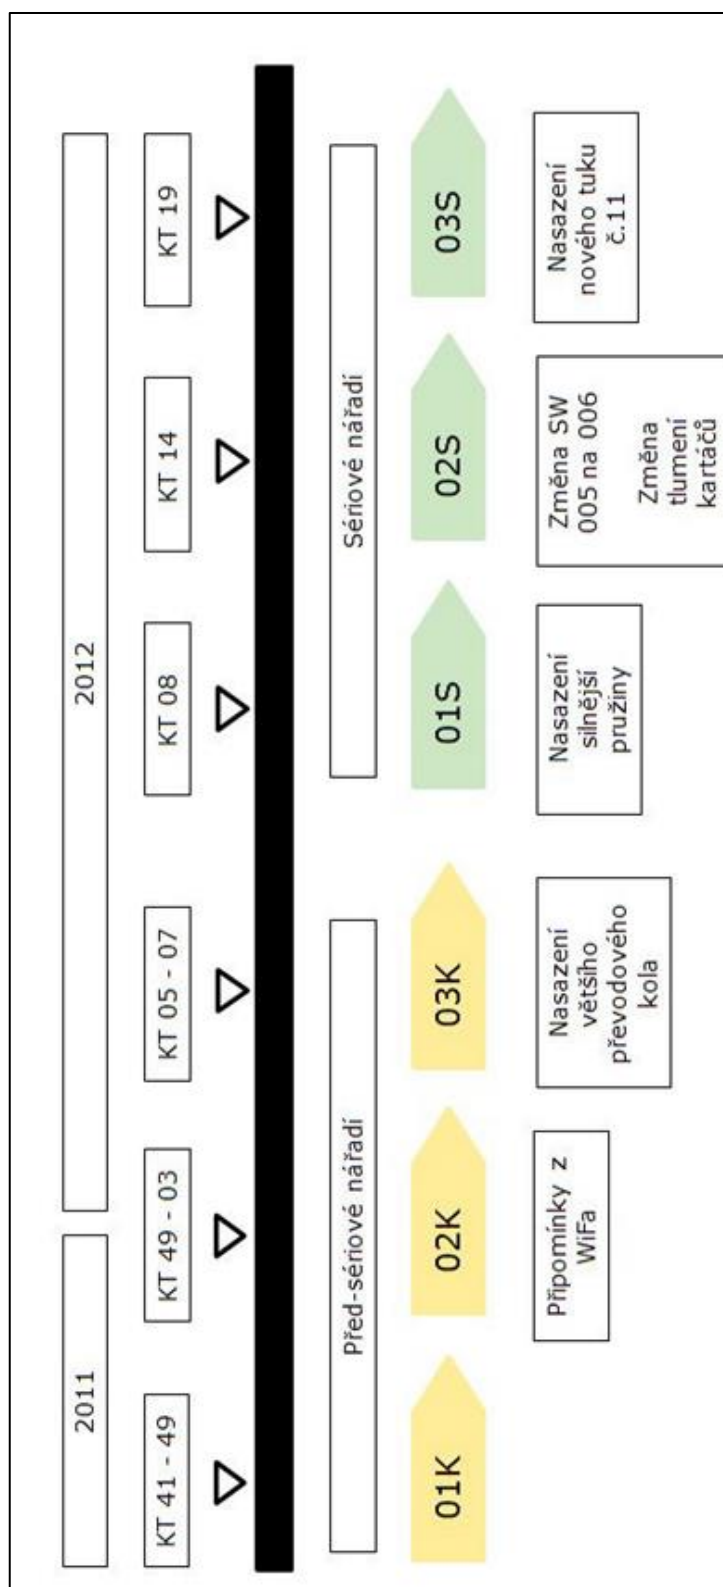 2011
2012
KT 41 - 49
KT 49 - 03
KT 05 - 07
KT 08
KT 14
KT 19
Před-sériové nářadí
Sériové nářadí
01K
02K
03K
01S
02S
03S
Připomínky z
WiFa
Nasazení
většího
převodového
kola
Nasazení
silnější
pružiny
Změna SW
005 na 006
Změna
tlumení
kartáčů
Nasazení
nového tuku
č.11